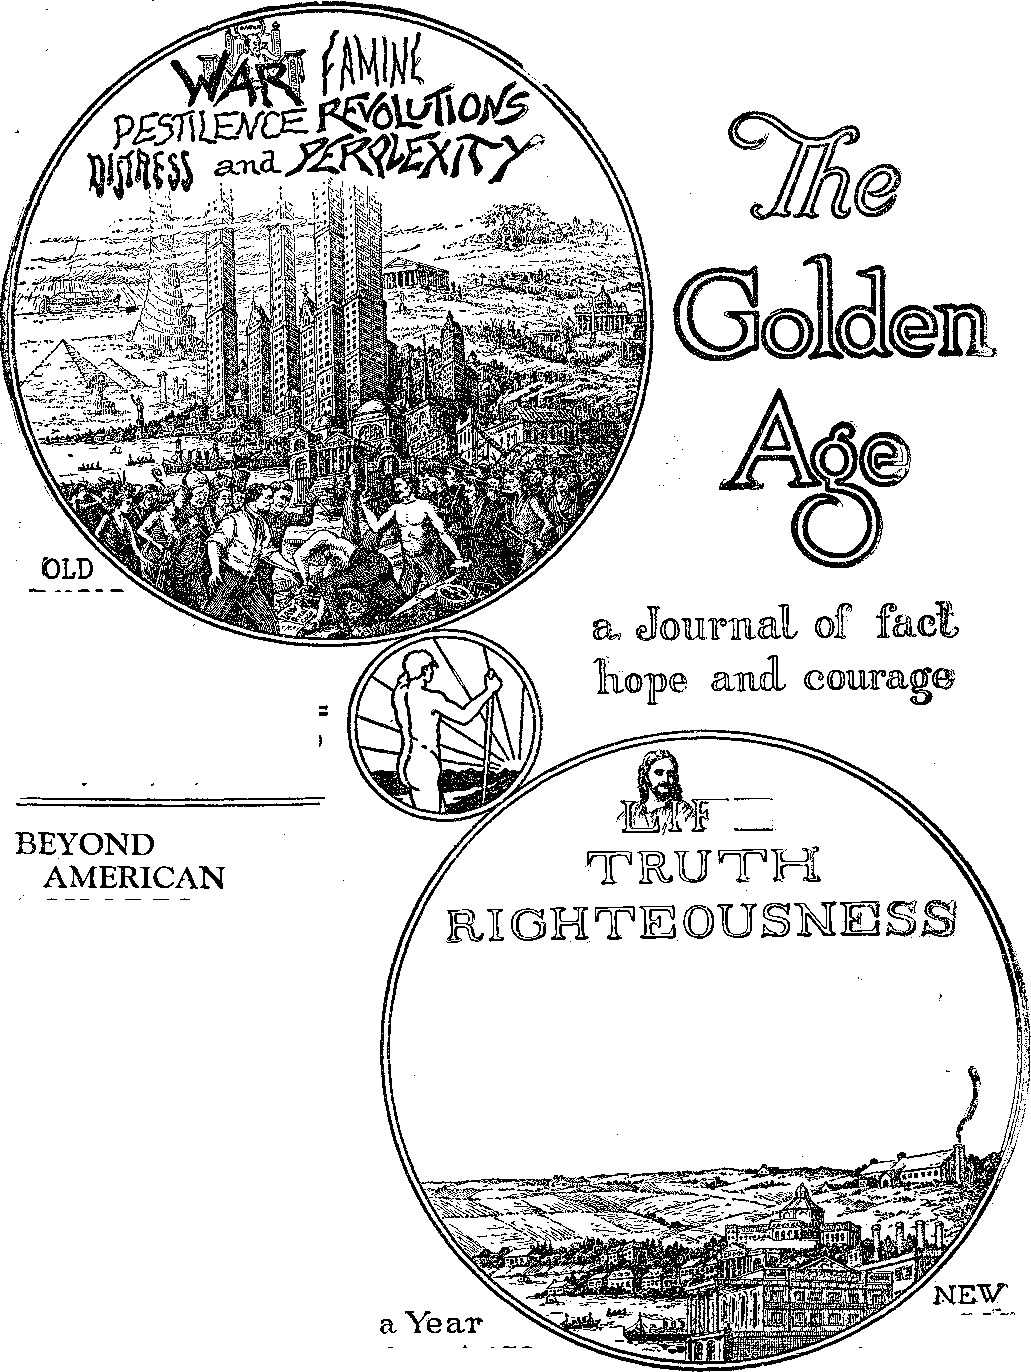 WAR FAMINE
PESTILENCE REVOLUTIONS
DISTRESS and PERPLEXITY
The
Golden
Age
a Journal of fact
hope and courage
OLD
BEYOND
AMERICAN
LIF
TRUTH
RIGHTEOUSNESS
NEW
a Year